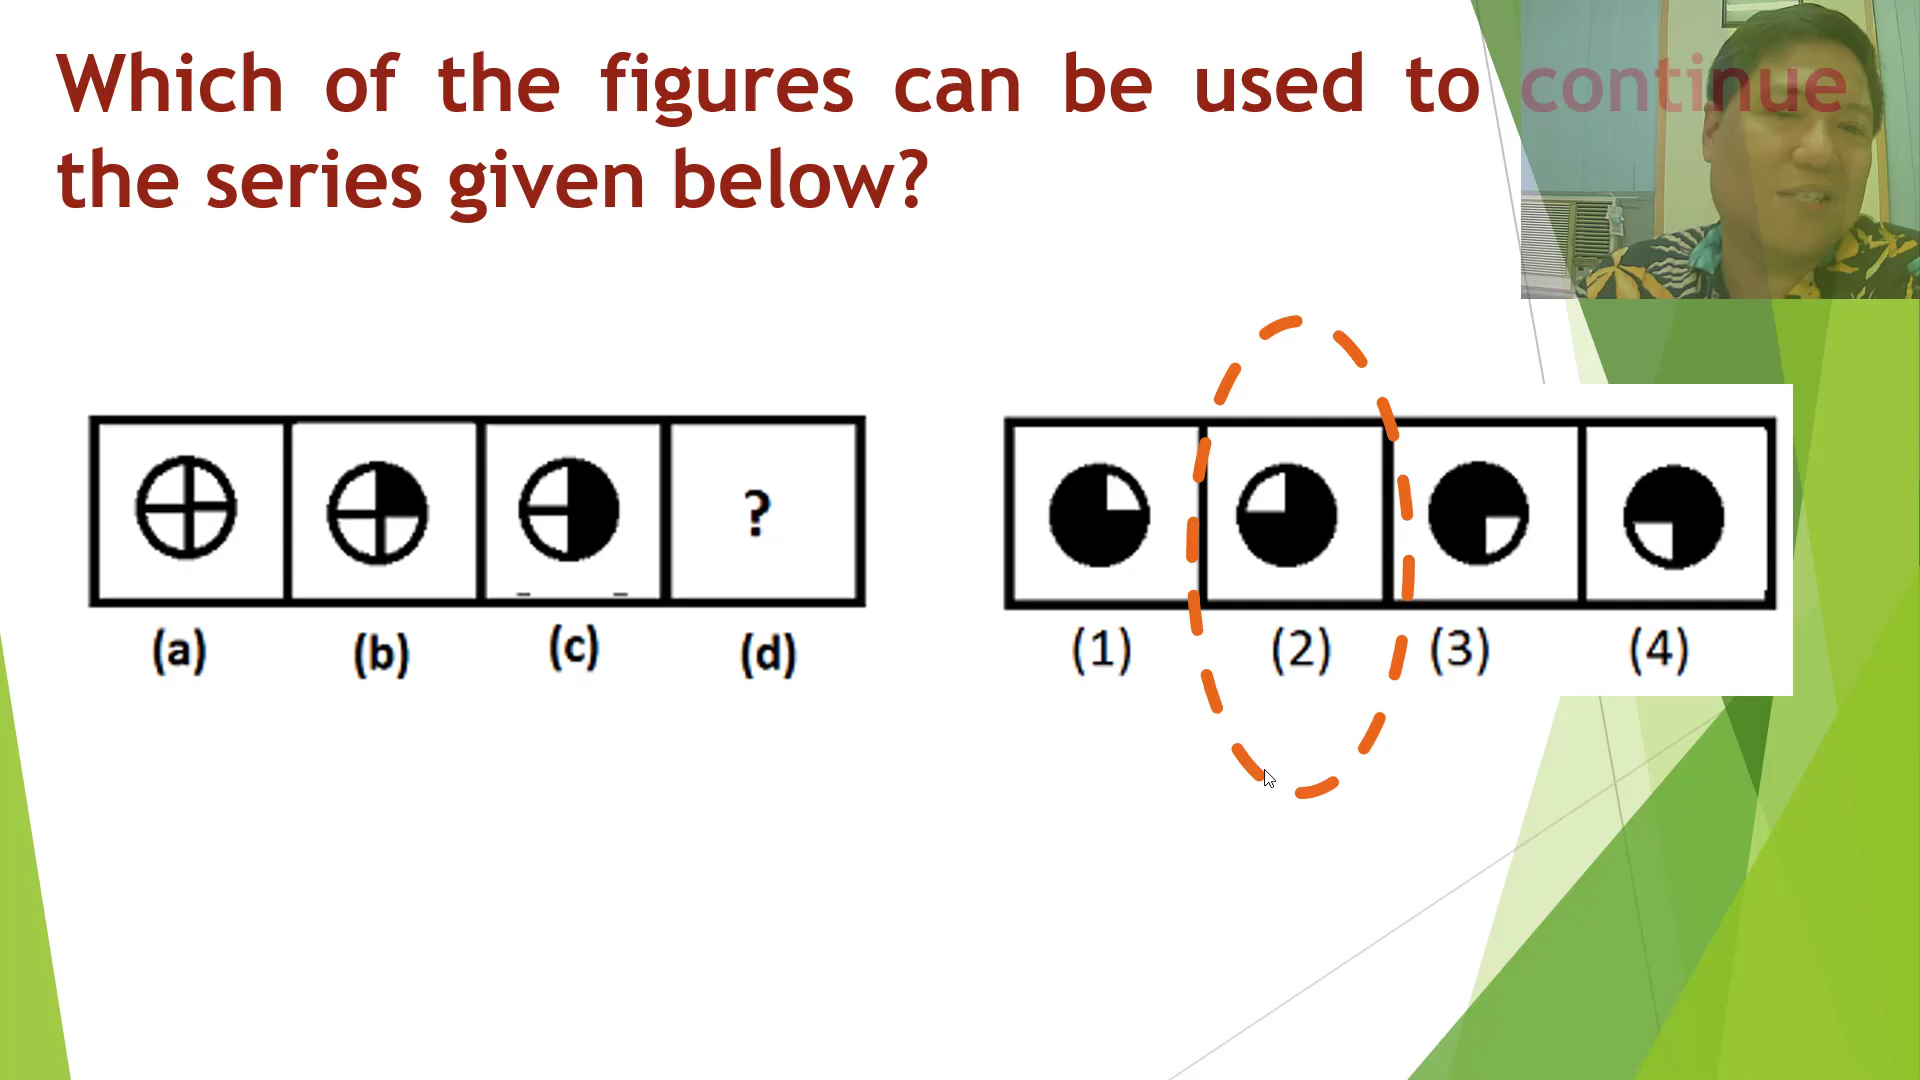 Which of the figures can be used to continue
the series given below?
?
(a) (b) (c) (d)
(1) (2) (3) (4)